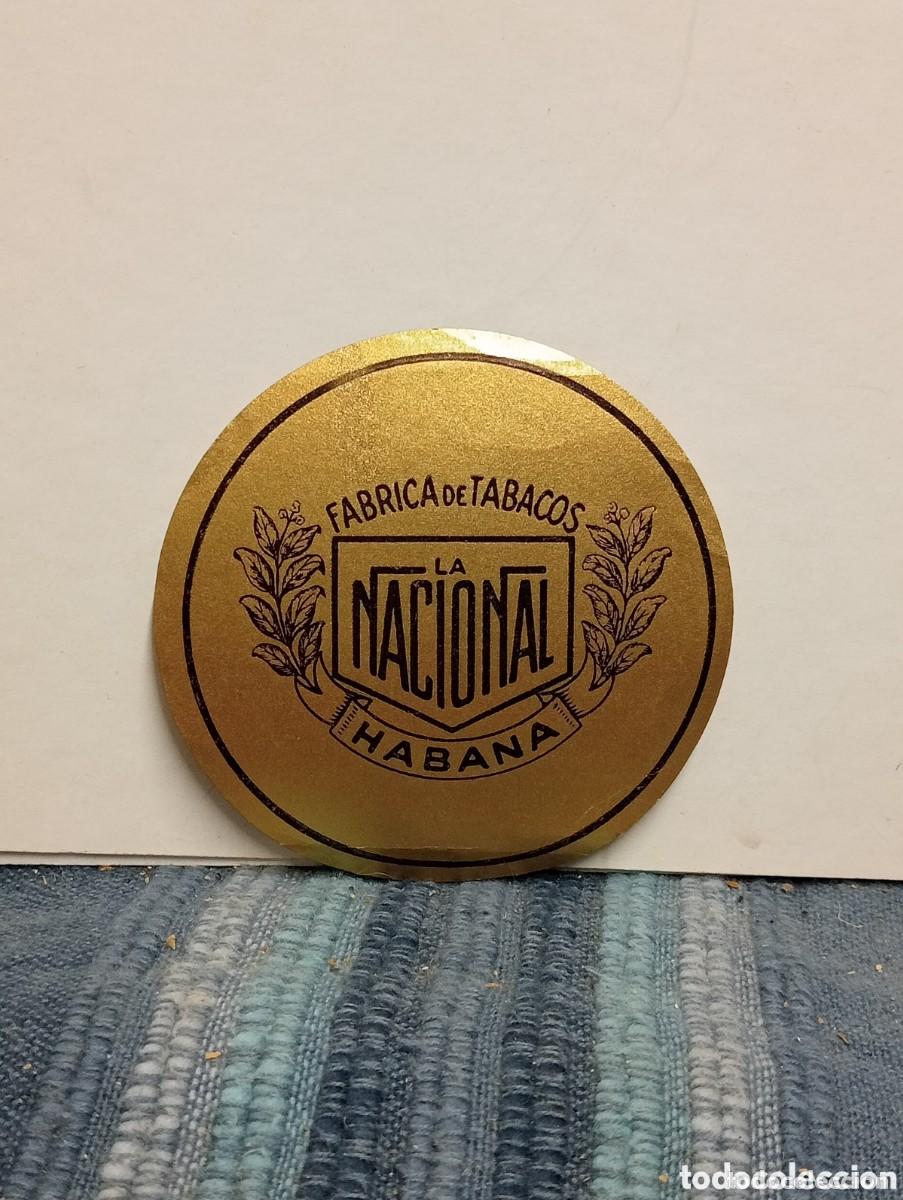 FABRICA DE TABACOS
LA
NACIONAL
HABANA
todocoleccion